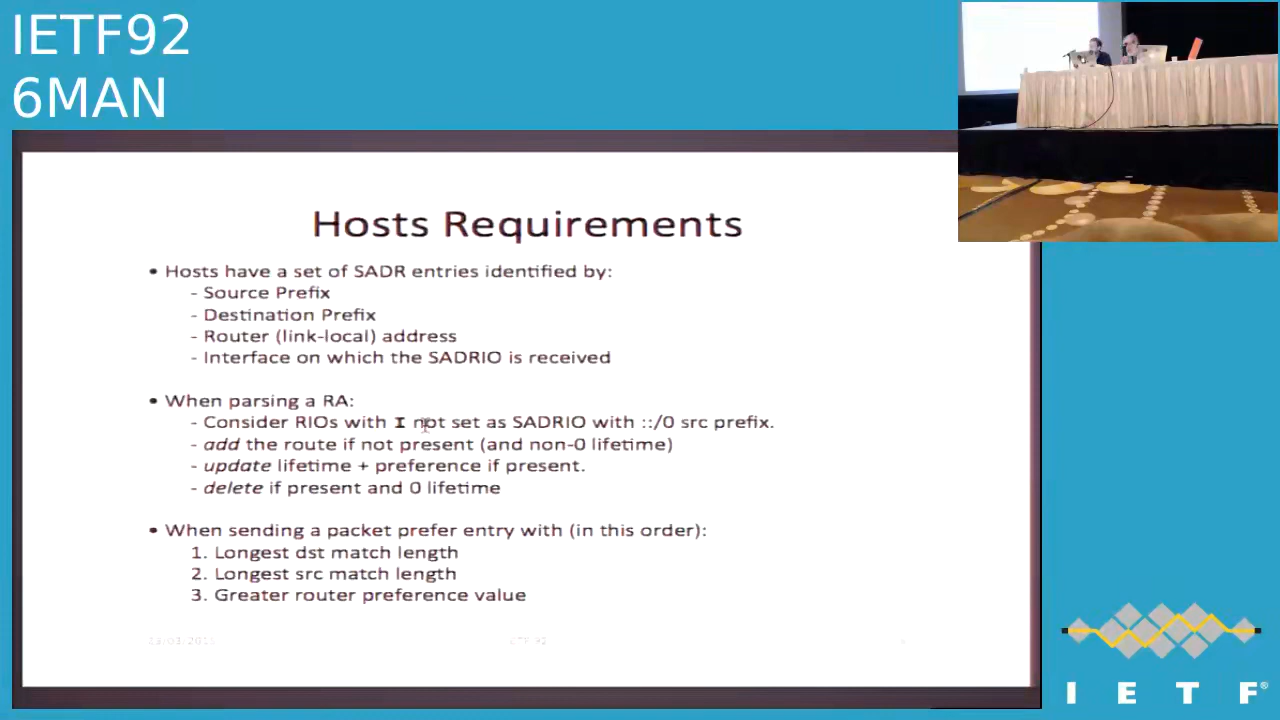 IETF92
6MAN
Hosts Requirements
• Hosts have a set of SADR entries identified by:
- Source Prefix
- Destination Prefix
- Router (link-local) address
- Interface on which the SADRIO is received
• When parsing a RA:
- Consider RIOs with I not set as SADRIO with ::/0 src prefix.
- add the route if not present (and non-0 lifetime)
- update lifetime + preference if present.
- delete if present and 0 lifetime
• When sending a packet prefer entry with (in this order):
1. Longest dst match length
2. Longest src match length
3. Greater router preference value
IETF 92
I E T F®